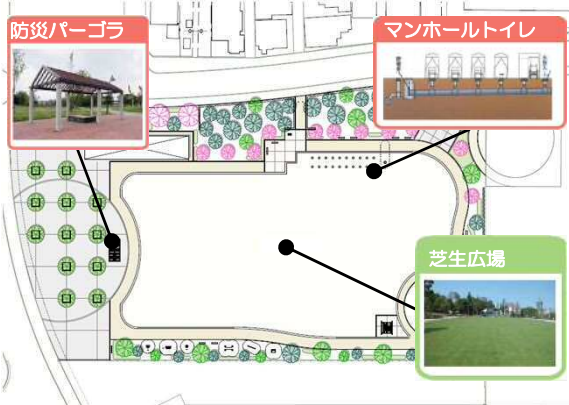 防災パーゴラ
マンホールトイレ
芝生広場